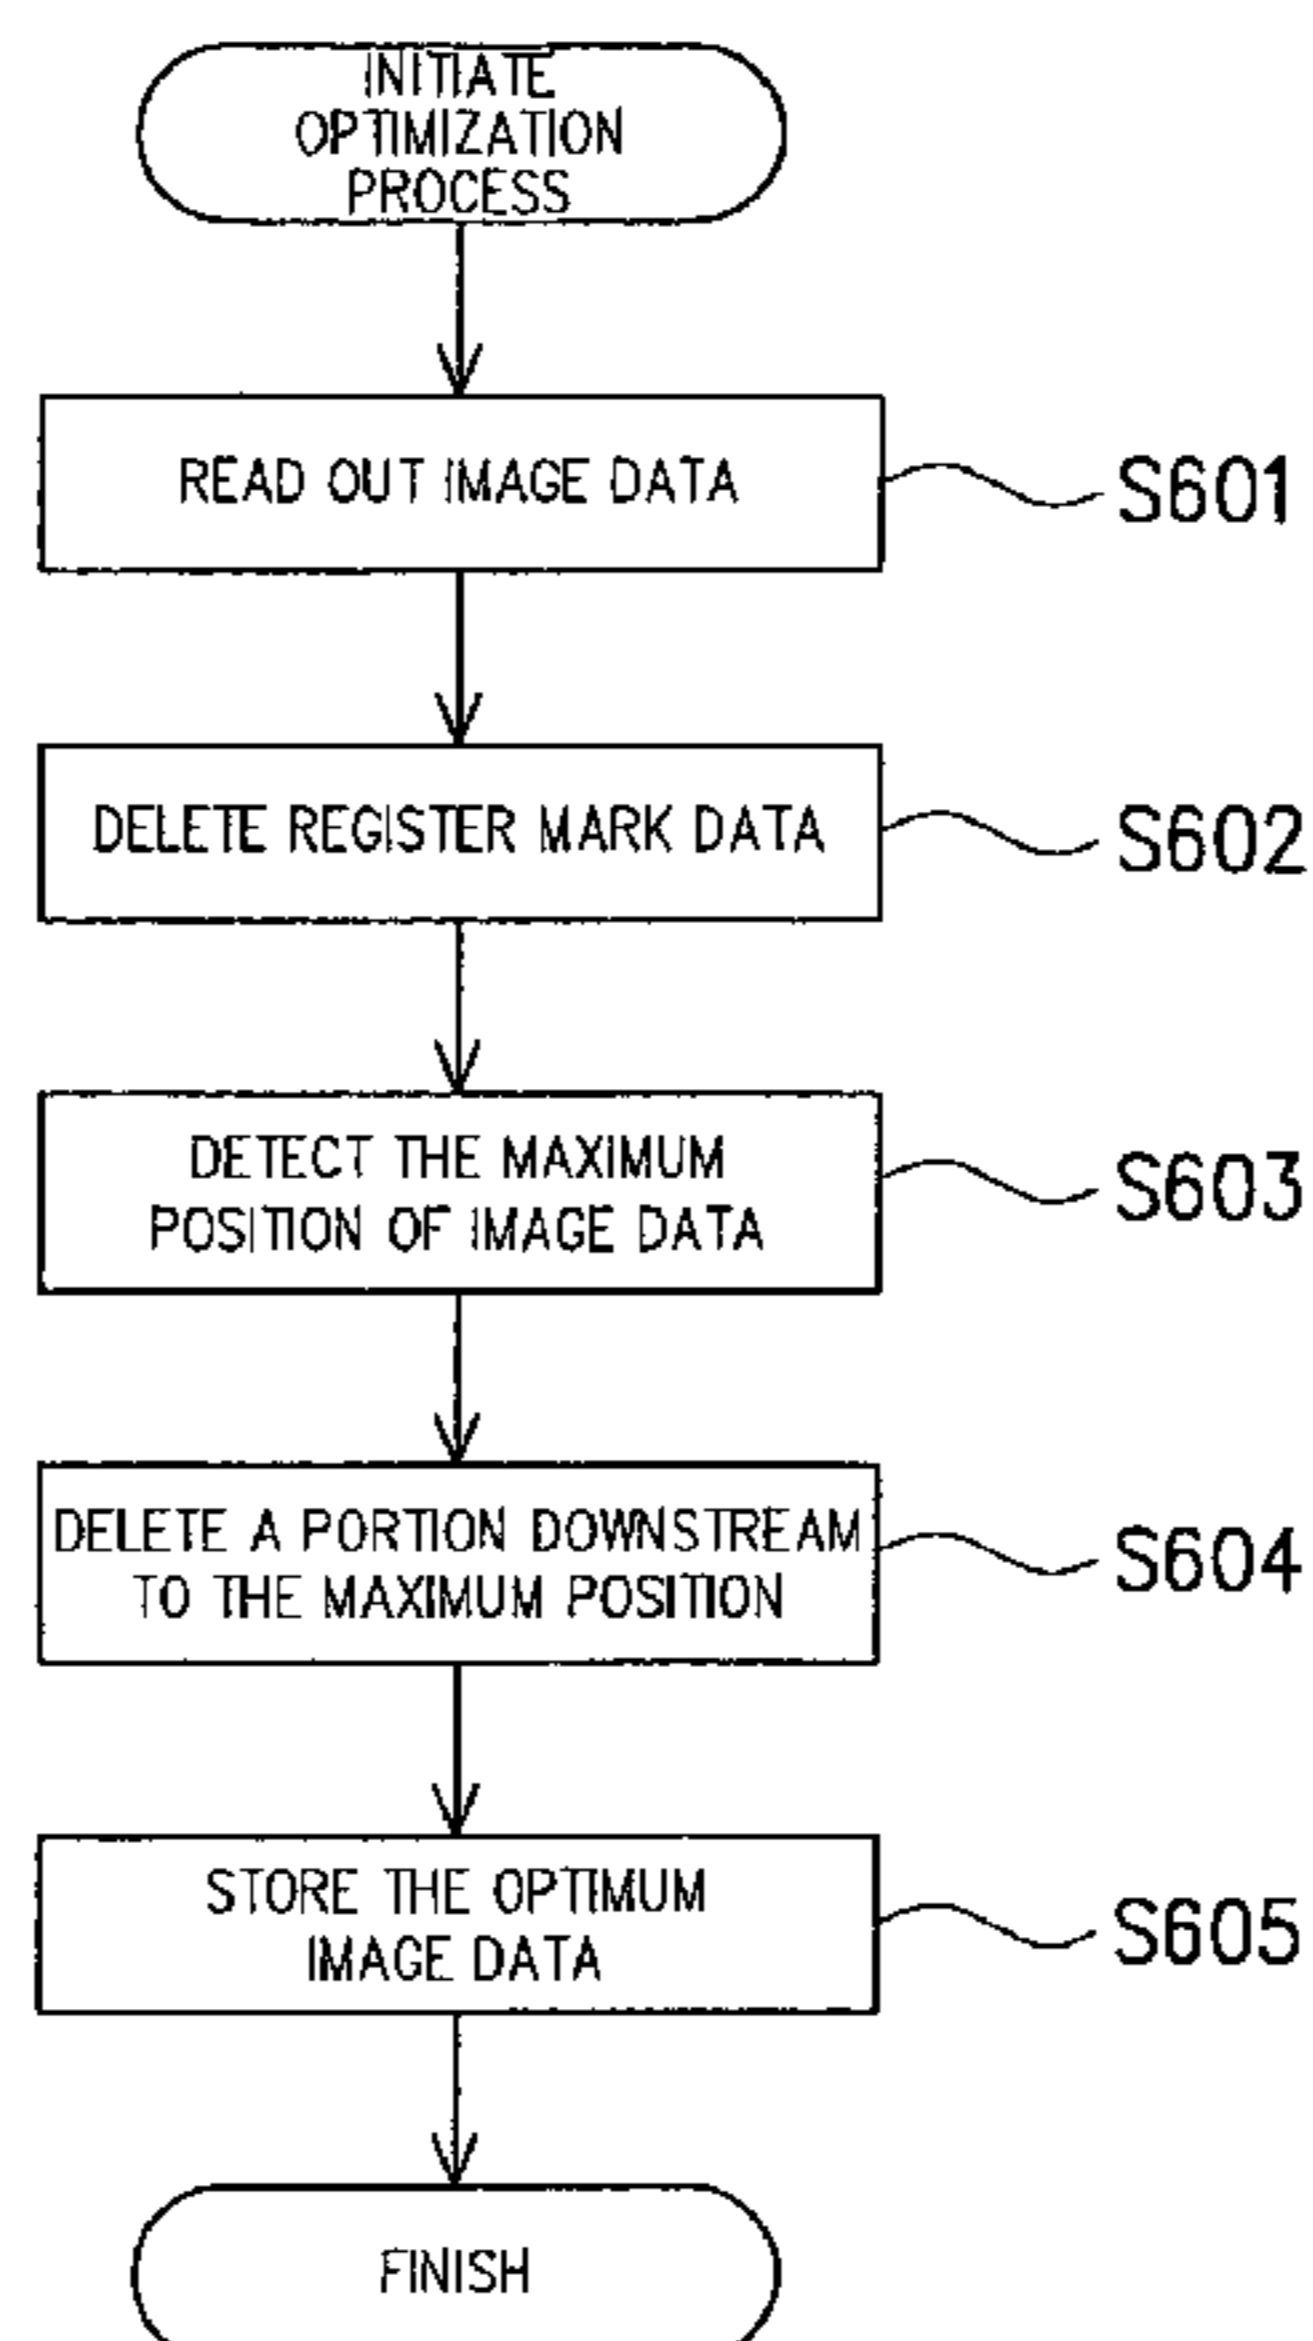 INITIATE
OPTIMIZATION
PROCESS
READ OUT IMAGE DATA
S601
DELETE REGISTER MARK DATA
S602
DETECT THE MAXIMUM
POSITION OF IMAGE DATA
S603
DELETE A PORTION DOWNSTREAM
TO THE MAXIMUM POSITION
S604
STORE THE OPTIMUM
IMAGE DATA
S605
FINISH